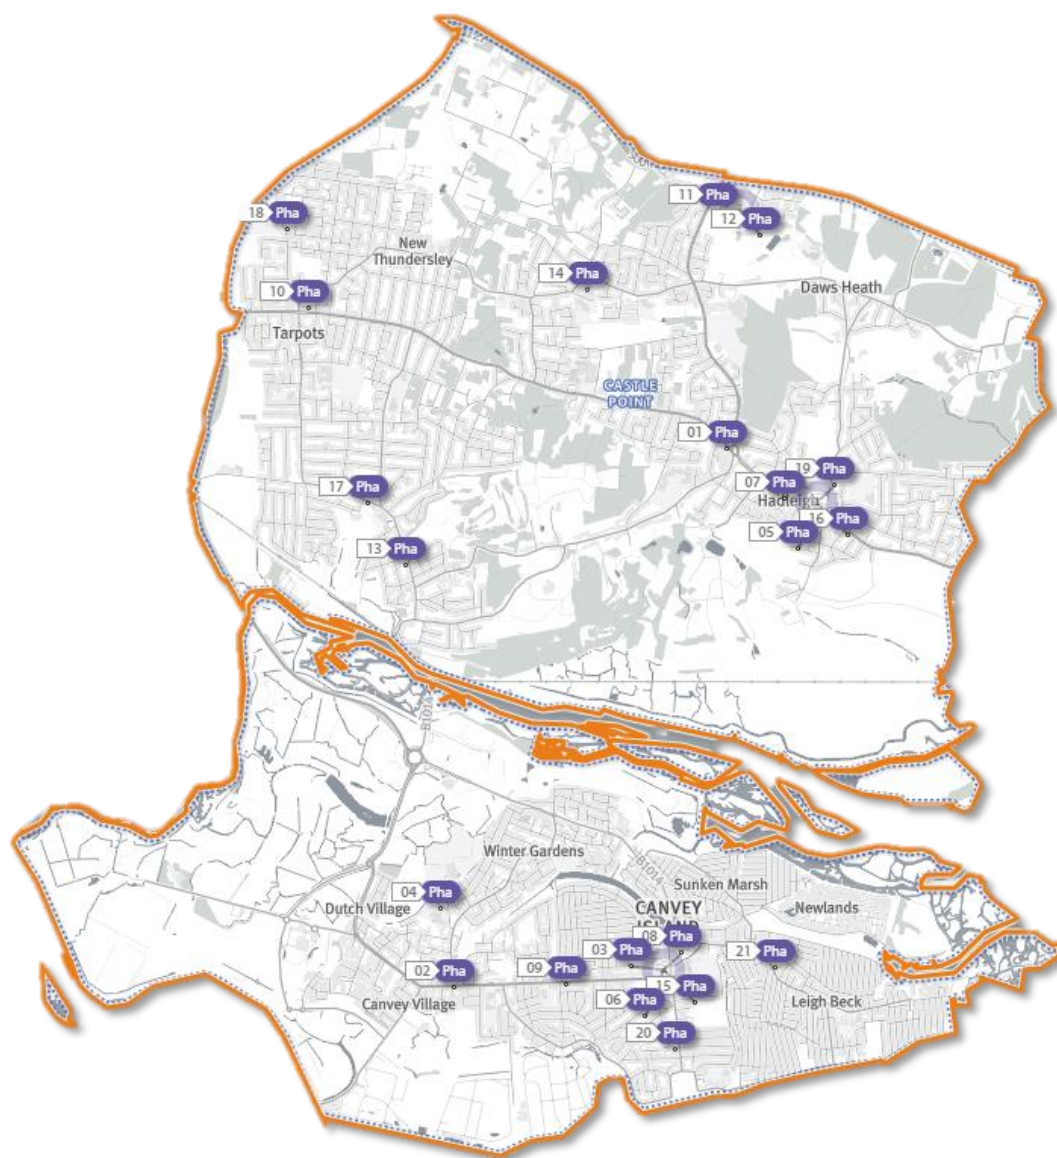 11 Pha
12 Pha
18 Pha
New
Thundersley
14 Pha
Daws Heath
10 Pha
Tarpots
CASTLE
POINT
01 Pha
19 Pha
07 Pha
17 Pha
Hadleigh
16 Pha
05 Pha
13 Pha
B1014
Winter Gardens
B1014
Sunken Marsh
04 Pha
Dutch Village
CANVEY
ISLAND
Newlands
08 Pha
03 Pha
21 Pha
02 Pha
09 Pha
15 Pha
Canvey Village
06 Pha
Leigh Beck
20 Pha